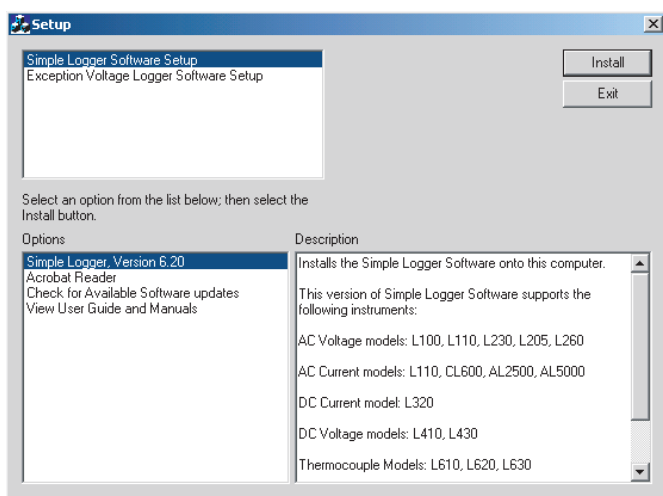 Setup
Simple Logger Software Setup
Exception Voltage Logger Software Setup
Install
Exit
Select an option from the list below; then select the
Install button.
Options
Simple Logger, Version 6.20
Acrobat Reader
Check for Available Software updates
View User Guide and Manuals
Description
Installs the Simple Logger Software onto this computer.
This version of Simple Logger Software supports the
following instruments:
AC Voltage models: L100, L110, L230, L205, L260
AC Current models: L110, CL600, AL2500, AL5000
DC Current model: L320
DC Voltage models: L410, L430
Thermocouple Models: L610, L620, L630